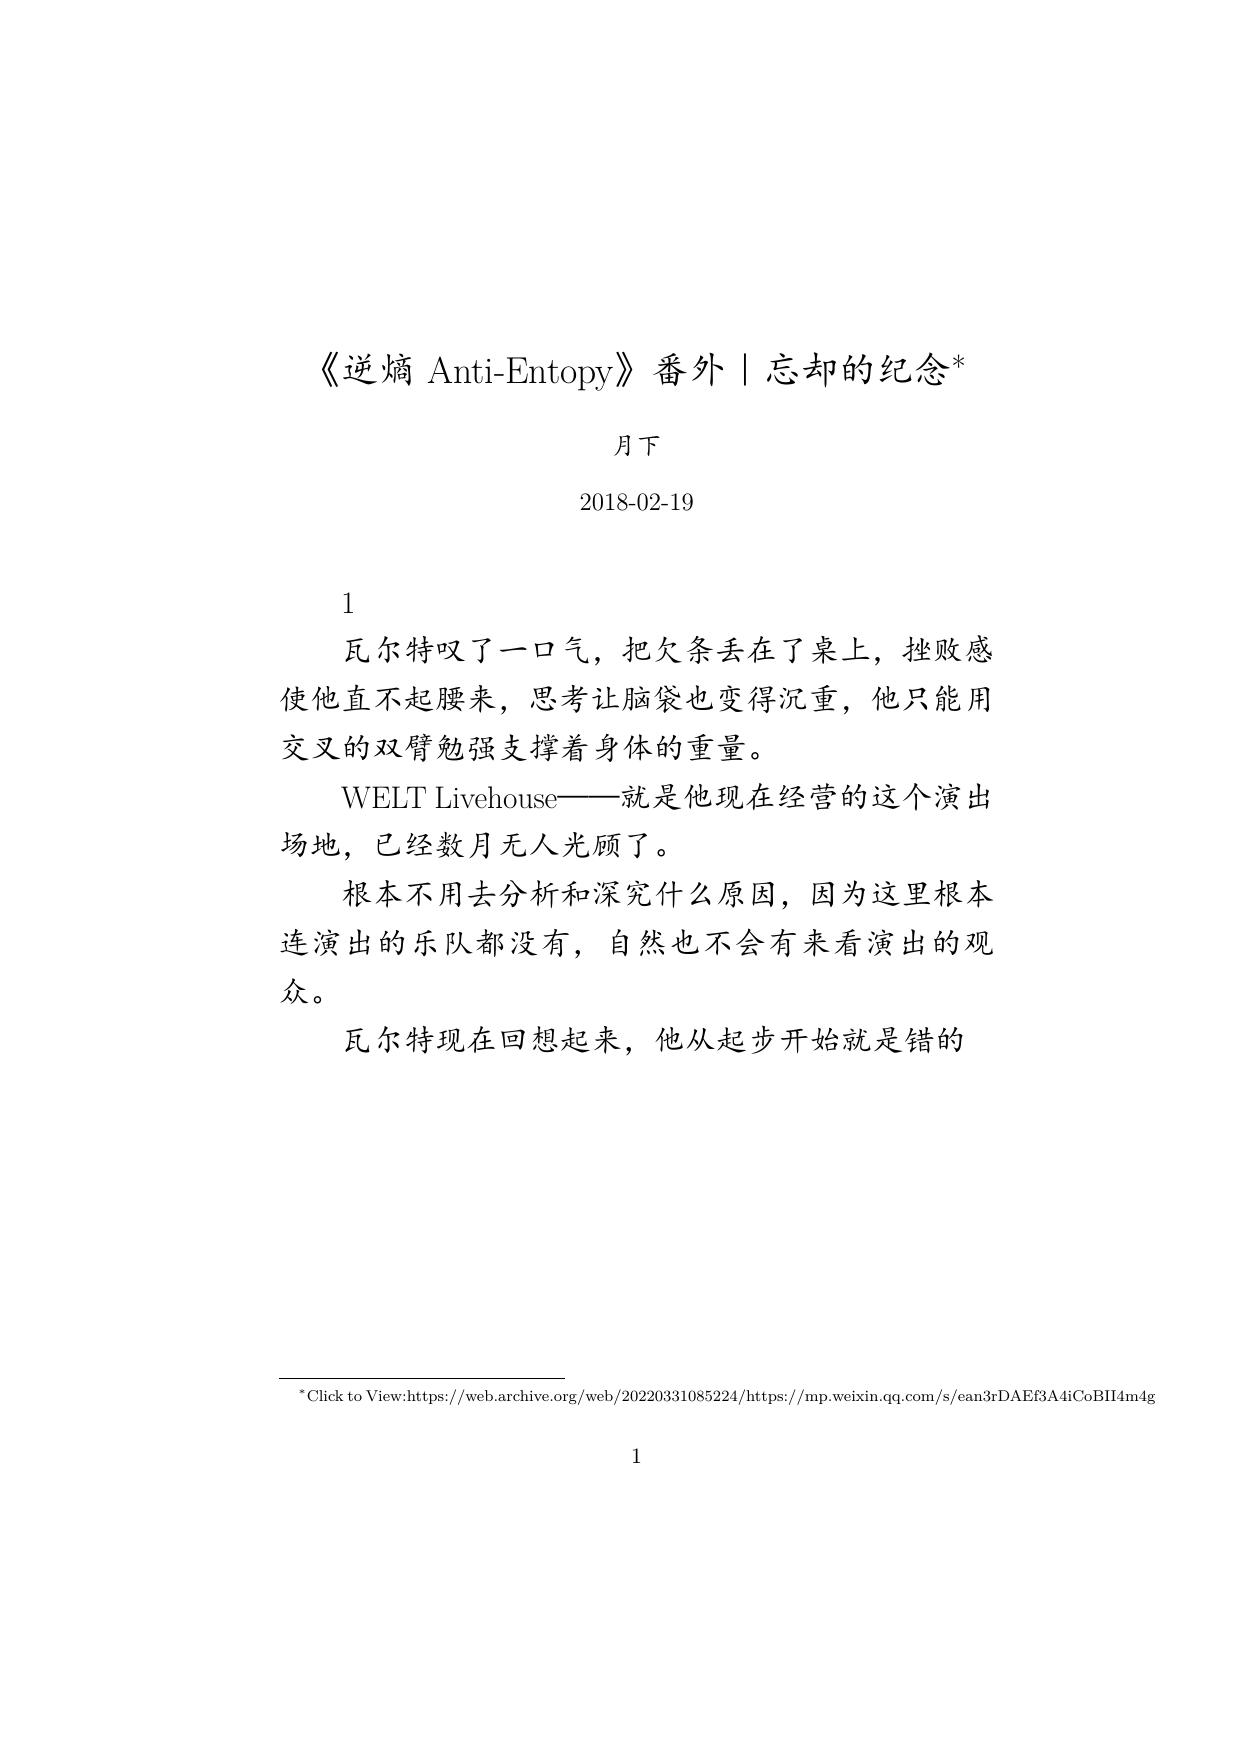 《逆熵 Anti-Entopy》番外 | 忘却的纪念*
月下
2018-02-19
1
瓦尔特叹了一口气，把欠条丢在了桌上，挫败感
使他直不起腰来，思考让脑袋也变得沉重，他只能用
交叉的双臂勉强支撑着身体的重量。
WELT Livehouse——就是他现在经营的这个演出
场地，已经数月无人光顾了。
根本不用去分析和深究什么原因，因为这里根本
连演出的乐队都没有，自然也不会有来看演出的观
众。
瓦尔特现在回想起来，他从起步开始就是错的
*Click to View:https://web.archive.org/web/20220331085224/https://mp.weixin.qq.com/s/ean3rDAEf3A4iCoBII4m4g
1